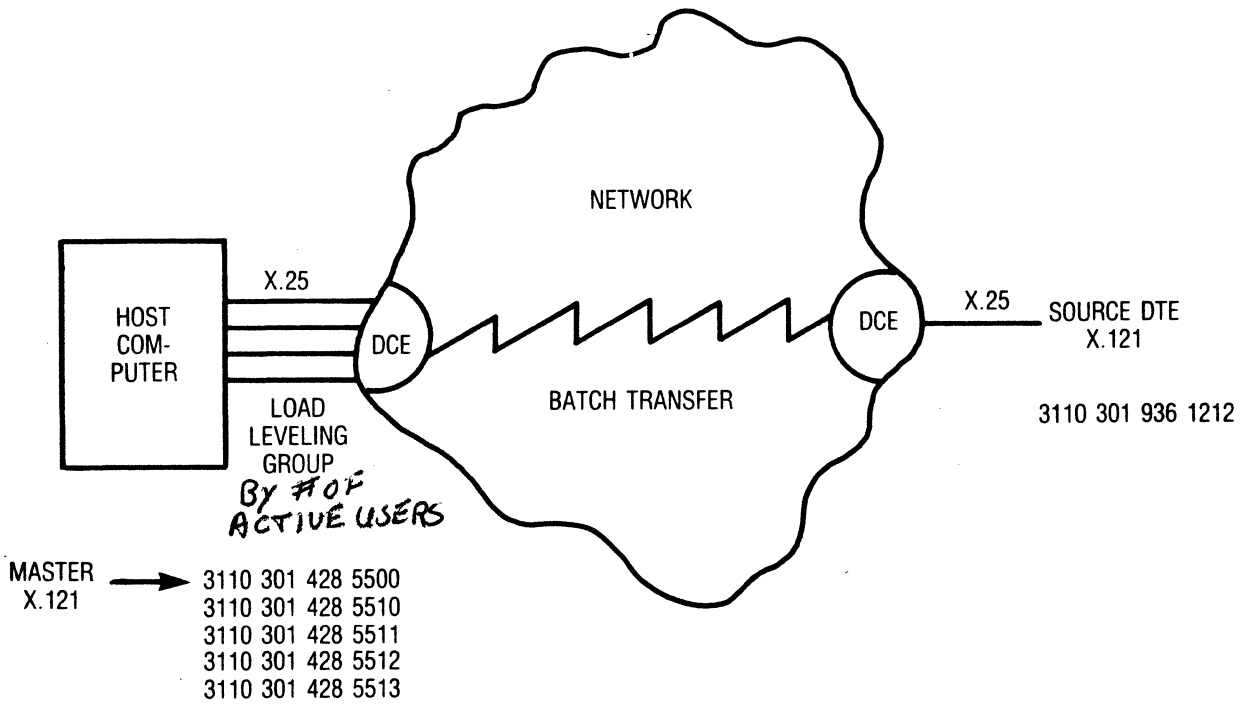 NETWORK
X.25
HOST
COM-
PUTER
DCE
DCE
X.25
SOURCE DTE
X.121
BATCH TRANSFER
3110 301 936 1212
LOAD
LEVELING
GROUP
By # OF
ACTIVE USERS
MASTER
X.121
3110 301 428 5500
3110 301 428 5510
3110 301 428 5511
3110 301 428 5512
3110 301 428 5513